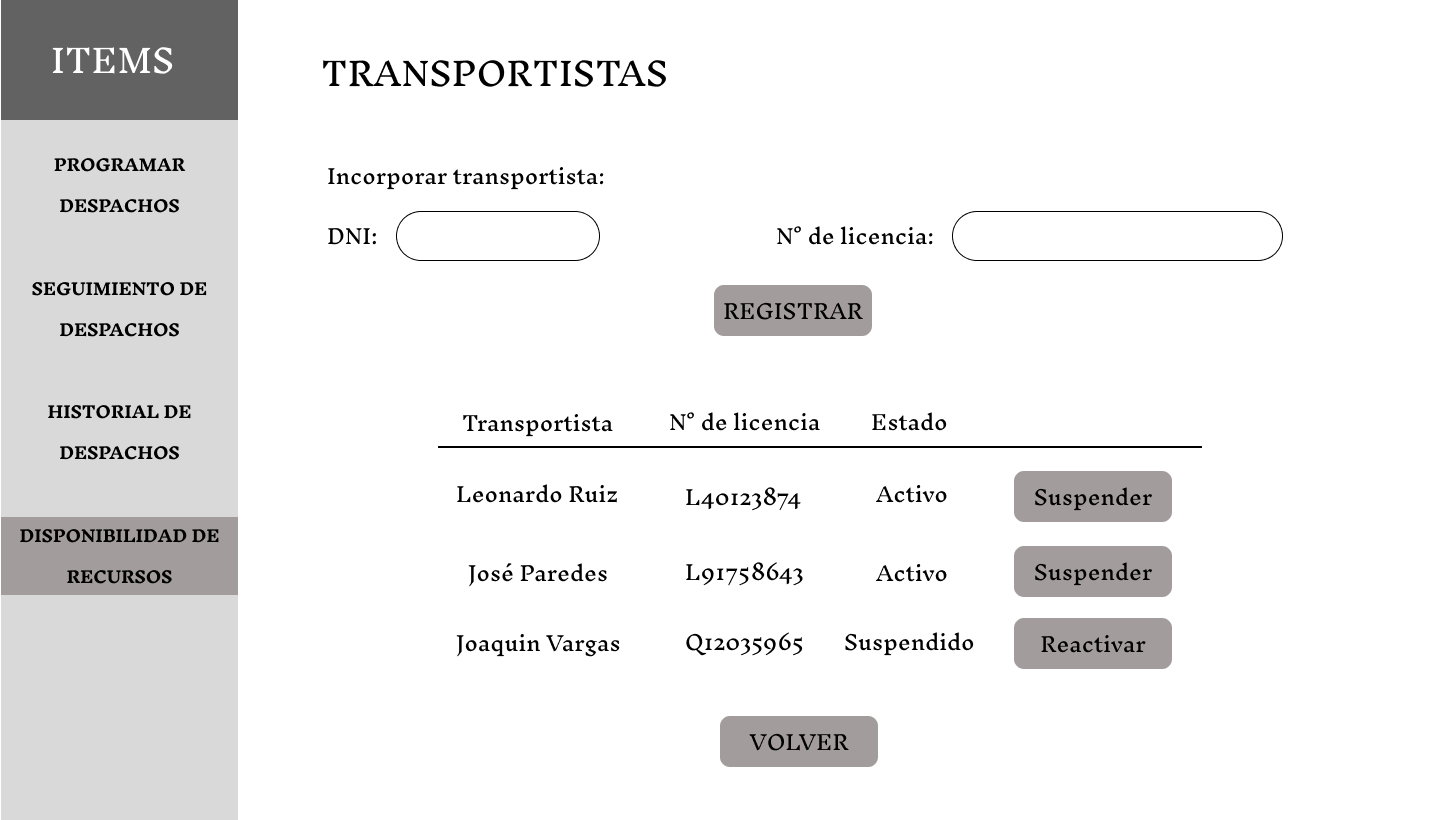 ITEMS
PROGRAMAR
DESPACHOS
SEGUIMIENTO DE
DESPACHOS
HISTORIAL DE
DESPACHOS
DISPONIBILIDAD DE
RECURSOS
TRANSPORTISTAS
Incorporar transportista:
DNI: N° de licencia:
REGISTRAR
Transportista N° de licencia Estado
Leonardo Ruiz L40123874 Activo Suspender
José Paredes L91758643 Activo Suspender
Joaquin Vargas Q12035965 Suspendido Reactivar
VOLVER